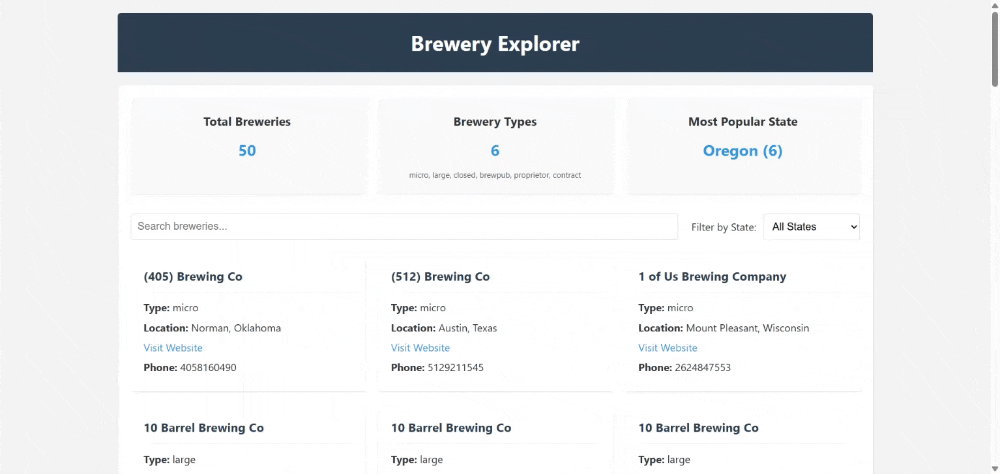 Brewery Explorer
Total Breweries
50
Brewery Types
6
micro, large, closed, brewpub, proprietor, contract
Most Popular State
Oregon (6)
Search breweries...
Filter by State:
All States
(405) Brewing Co
Type: micro
Location: Norman, Oklahoma
Visit Website
Phone: 4058160490
(512) Brewing Co
Type: micro
Location: Austin, Texas
Visit Website
Phone: 5129211545
1 of Us Brewing Company
Type: micro
Location: Mount Pleasant, Wisconsin
Visit Website
Phone: 2624847553
10 Barrel Brewing Co
Type: large
10 Barrel Brewing Co
Type: large
10 Barrel Brewing Co
Type: large